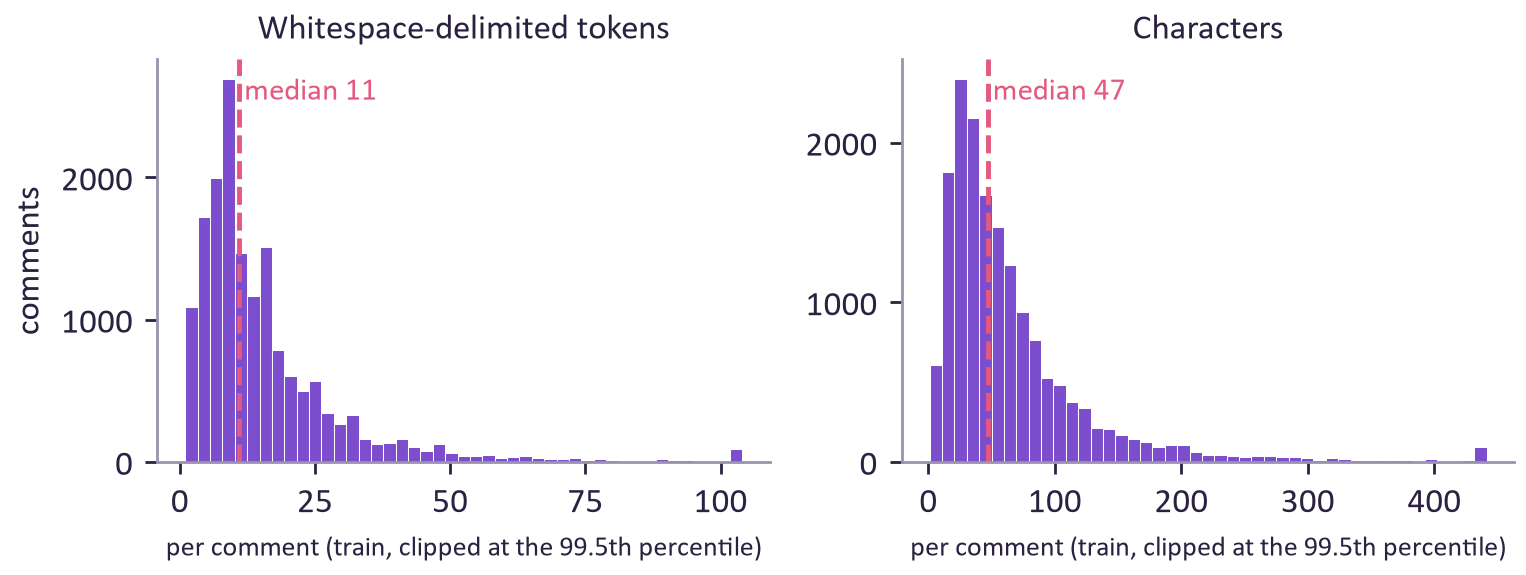 Whitespace-delimited tokens
median 11
comments
2000
1000
0
0 25 50 75 100
per comment (train, clipped at the 99.5th percentile)
Characters
median 47
2000
1000
0
0 100 200 300 400
per comment (train, clipped at the 99.5th percentile)